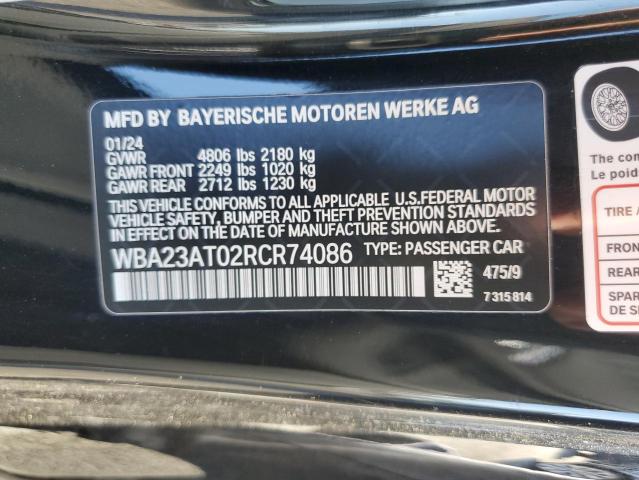 MFD BY BAYERISCHE MOTOREN WERKE AG
01/24
GVWR 4806 lbs 2180 kg
GAWR FRONT 2249 lbs 1020 kg
GAWR REAR 2712 lbs 1230 kg
THIS VEHICLE CONFORMS TO ALL APPLICABLE U.S.FEDERAL MOTOR
VEHICLE SAFETY, BUMPER AND THEFT PREVENTION STANDARDS
IN EFFECT ON THE DATE OF MANUFACTURE SHOWN ABOVE.
WBA23AT02RCR74086 TYPE: PASSENGER CAR
475/9
7 315 814
The com
Le poid
TIRE /
FRON
REAR
SPAR
DE S